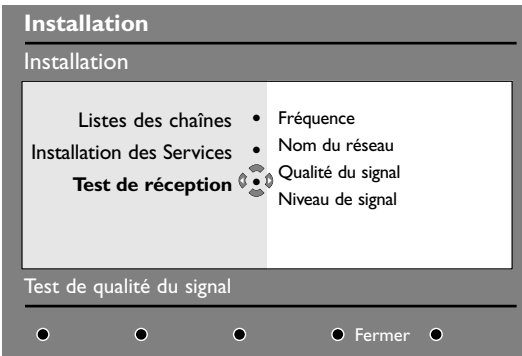 Installation
Installation
Listes des chaînes
Installation des Services
Test de réception
Fréquence
Nom du réseau
Qualité du signal
Niveau de signal
Test de qualité du signal
Fermer